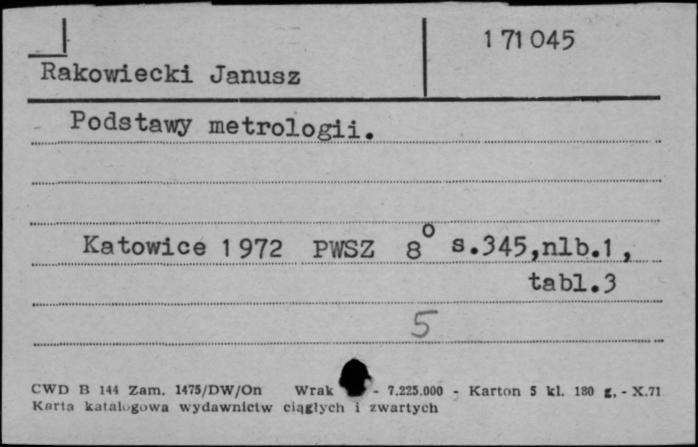 171045
Rakowiecki Janusz
Podstawy metrologii.
Katowice 1972 PWSZ 8° s.345,nlb.1,
tabl.3
5
CWD B 144 Zam. 1475/DW/On Wrak - 7.225.000 - Karton 5 kl. 180 g. - X.71
Karta katalogowa wydawnictw ciągłych i zwartych